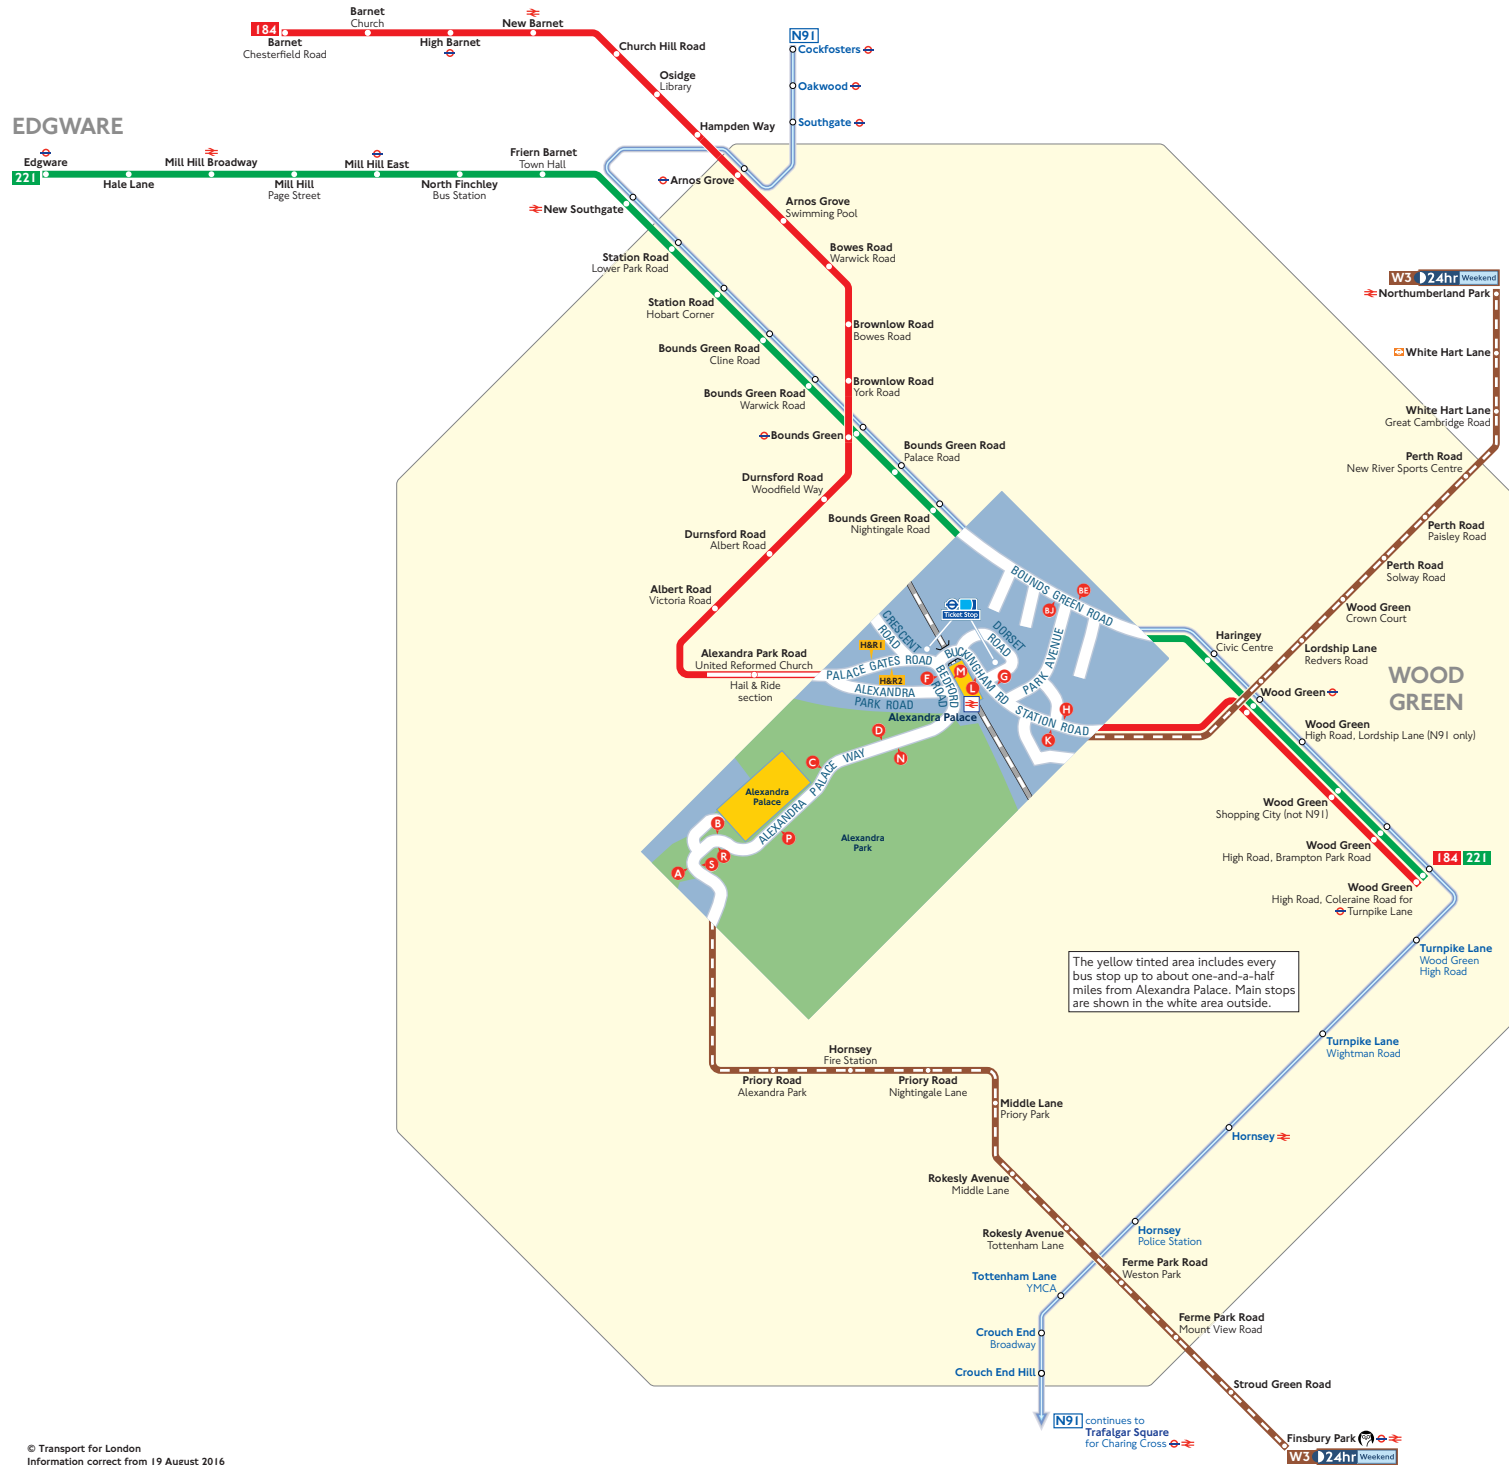 184
Barnet
Chesterfield Road
Barnet
Church
High Barnet
New Barnet
Church Hill Road
Osidge
Library
Hampden Way
N91
Cockfosters
Oakwood
Southgate
EDGWARE
221
Edgware
Hale Lane
Mill Hill Broadway
Mill Hill
Page Street
Mill Hill East
North Finchley
Bus Station
Friern Barnet
Town Hall
New Southgate
Arnos Grove
Arnos Grove
Swimming Pool
Bowes Road
Warwick Road
Station Road
Lower Park Road
Station Road
Hobart Corner
Bounds Green Road
Cline Road
Bounds Green Road
Warwick Road
Brownlow Road
Bowes Road
Brownlow Road
York Road
Bounds Green
Bounds Green Road
Palace Road
Durnsford Road
Woodfield Way
Bounds Green Road
Nightingale Road
Durnsford Road
Albert Road
Albert Road
Victoria Road
Alexandra Park Road
United Reformed Church
Hail & Ride
section
W3 24hr Weekend
Northumberland Park
White Hart Lane
White Hart Lane
Great Cambridge Road
Perth Road
New River Sports Centre
Perth Road
Paisley Road
Perth Road
Solway Road
Wood Green
Crown Court
Lordship Lane
Redvers Road
Haringey
Civic Centre
WOOD
GREEN
Wood Green
Wood Green
High Road, Lordship Lane (N91 only)
Wood Green
Shopping City (not N91)
Wood Green
High Road, Brampton Park Road
184 221
Wood Green
High Road, Coleraine Road for
Turnpike Lane
BOUNDS GREEN ROAD
BE
BJ
Ticket Stop
CRESCENT
ROAD
DORSET
ROAD
H&R1
PALACE GATES ROAD
BUCKINGHAM RD
PARK AVENUE
H&R2
F
M
G
L
ALEXANDRA
PARK ROAD
BEDFORD
ROAD
STATION ROAD
H
K
Alexandra Palace
D
N
C
ALEXANDRA PALACE WAY
Alexandra
Palace
B
P
R
S
A
Alexandra
Park
The yellow tinted area includes every
bus stop up to about one-and-a-half
miles from Alexandra Palace. Main stops
are shown in the white area outside.
Turnpike Lane
Wood Green
High Road
Turnpike Lane
Wightman Road
Hornsey
Hornsey
Police Station
Hornsey
Fire Station
Priory Road
Alexandra Park
Priory Road
Nightingale Lane
Middle Lane
Priory Park
Rokesly Avenue
Middle Lane
Rokesly Avenue
Tottenham Lane
Ferme Park Road
Weston Park
Tottenham Lane
YMCA
Ferme Park Road
Mount View Road
Crouch End
Broadway
Crouch End Hill
Stroud Green Road
N91 continues to
Trafalgar Square
for Charing Cross
Finsbury Park
W3 24hr Weekend
© Transport for London
Information correct from 19 August 2016